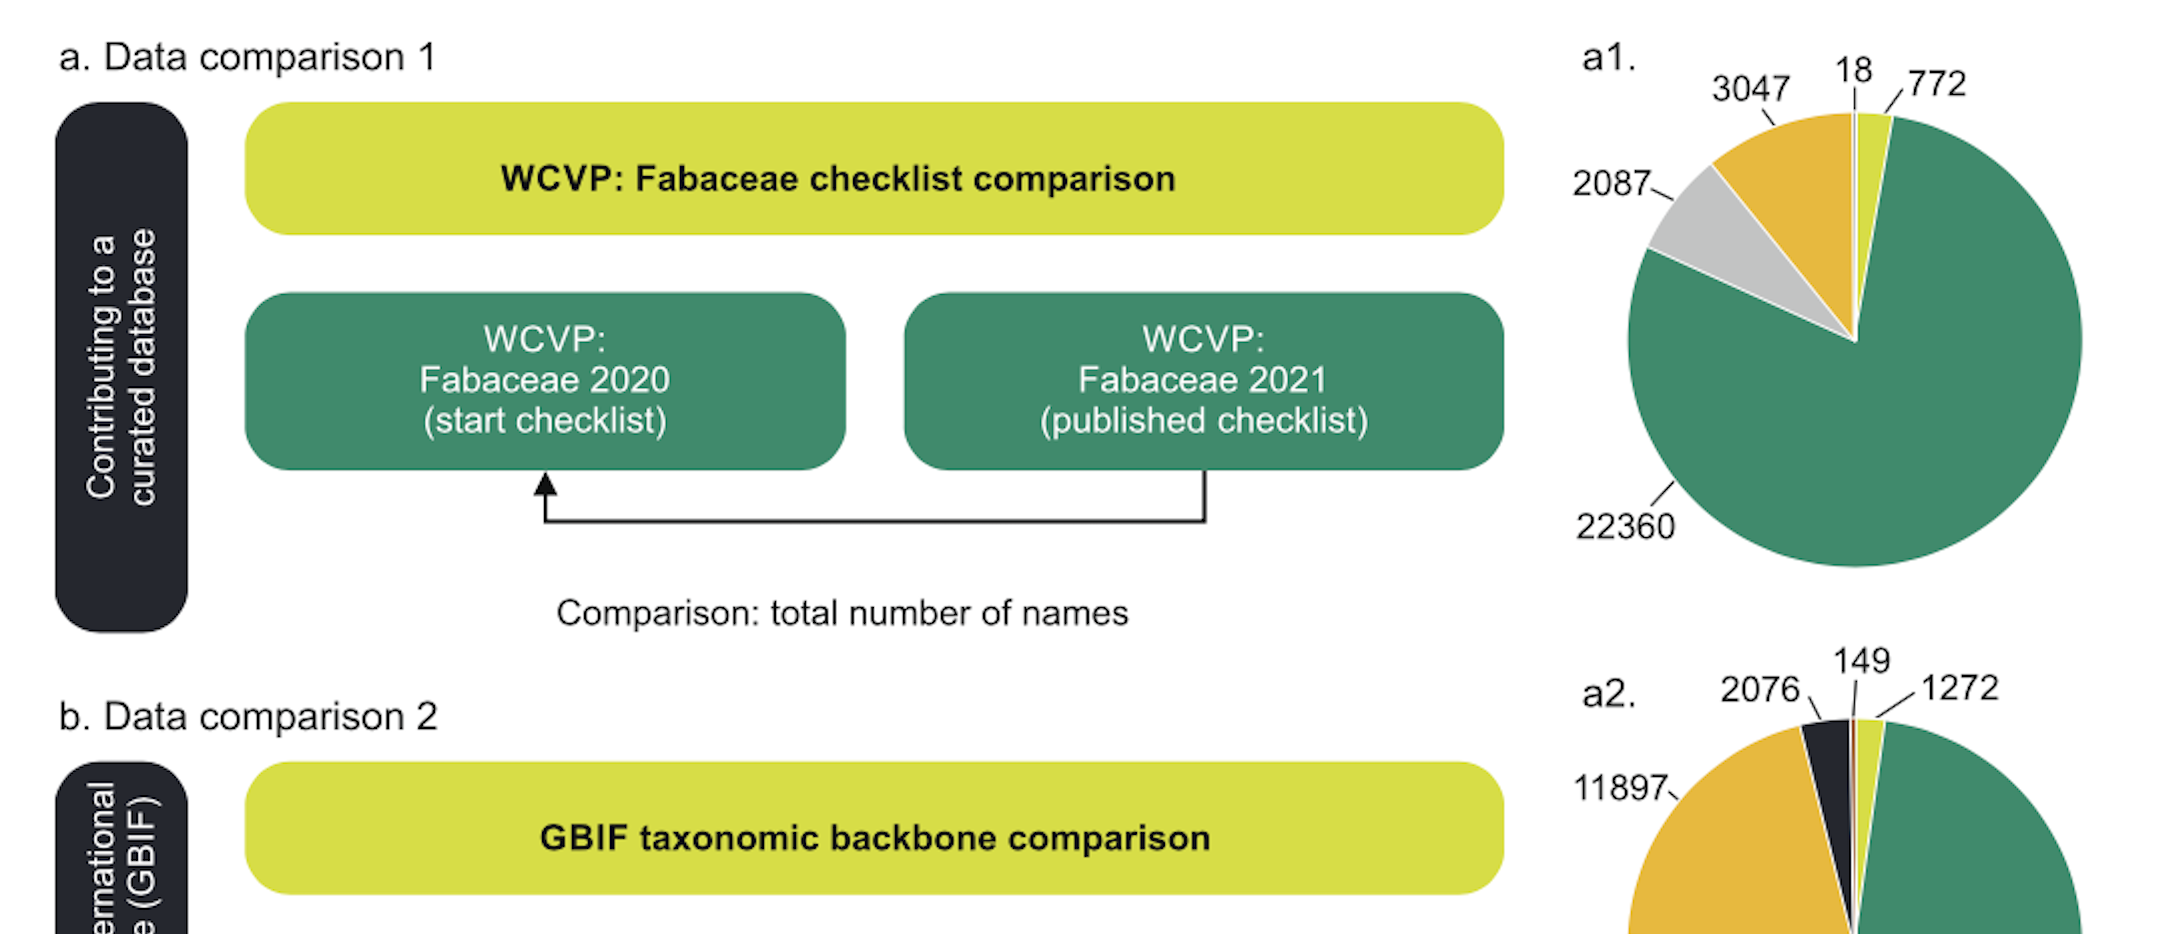 a. Data comparison 1
Contributing to a
curated database
WCVP: Fabaceae checklist comparison
WCVP:
Fabaceae 2020
(start checklist)
WCVP:
Fabaceae 2021
(published checklist)
Comparison: total number of names
a1.
3047
18
772
2087
22360
b. Data comparison 2
(GBIF)
GBIF taxonomic backbone comparison
a2.
2076
149
1272
11897